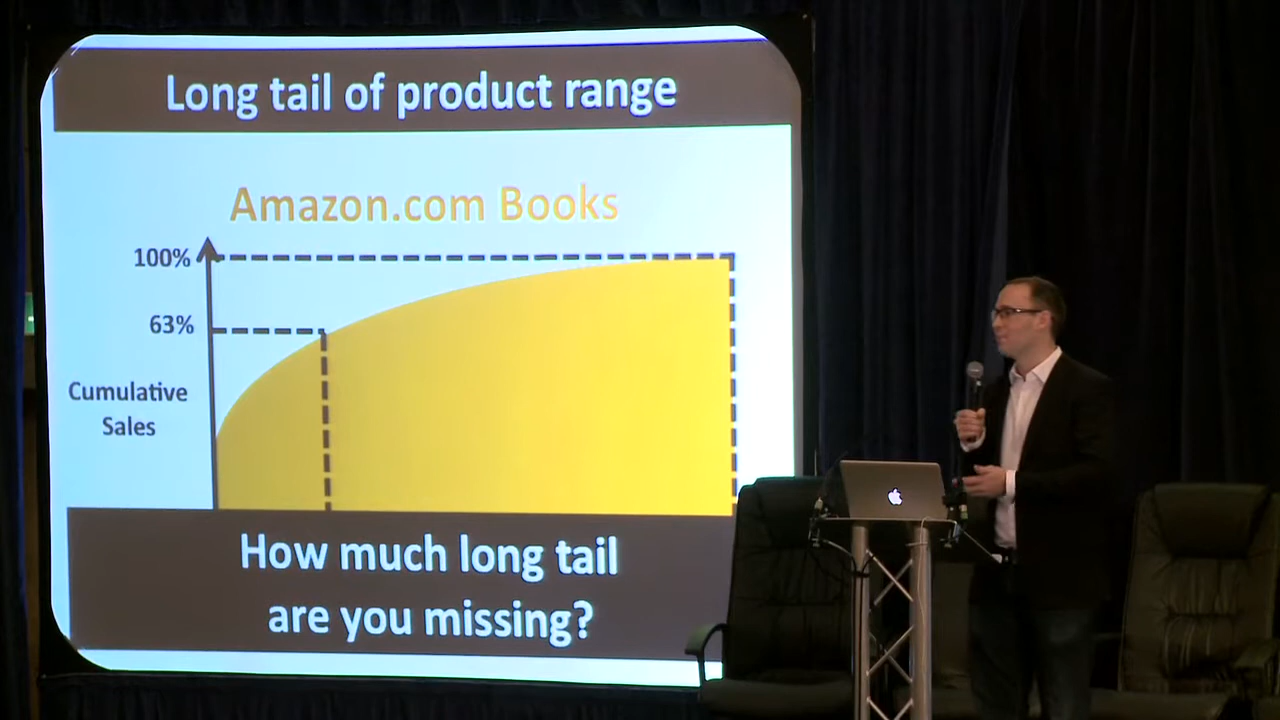 Long tail of product range
Amazon.com Books
100%
63%
Cumulative
Sales
How much long tail
are you missing?